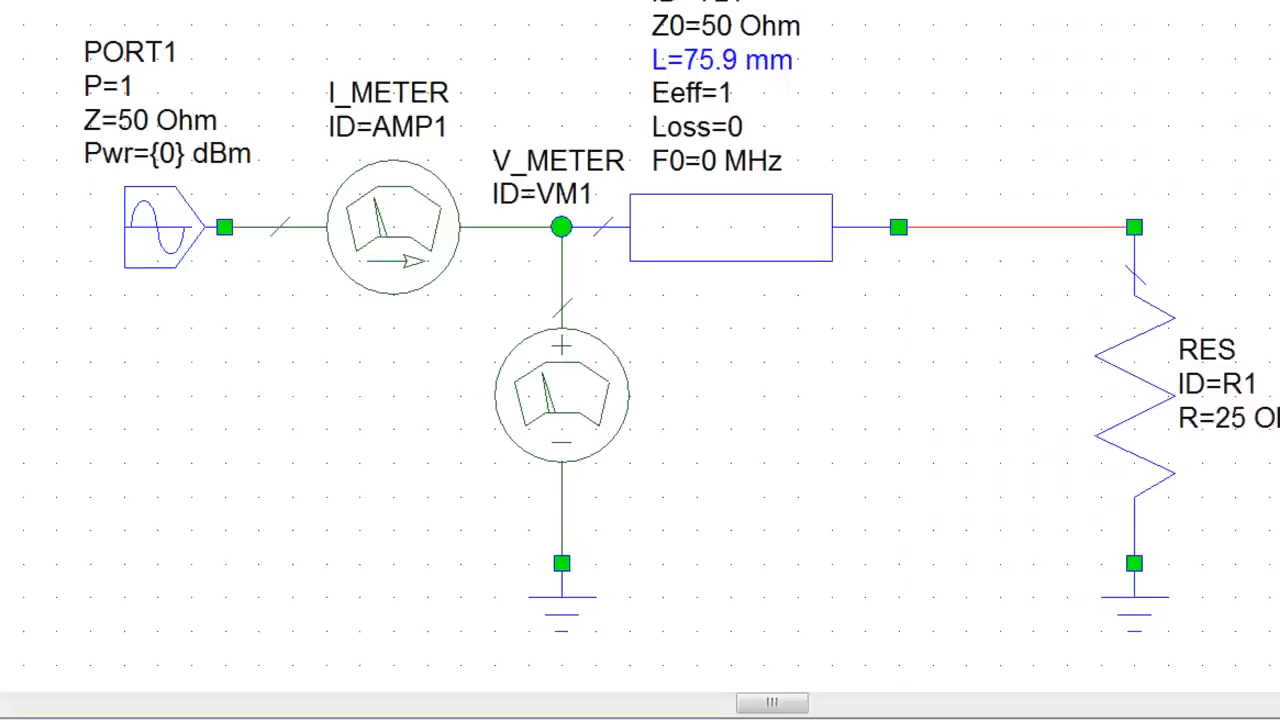 PORT1
P=1
Z=50 Ohm
Pwr={0} dBm
I_METER
ID=AMP1
V_METER
ID=VM1
Z0=50 Ohm
L=75.9 mm
Eeff=1
Loss=0
F0=0 MHz
RES
ID=R1
R=25